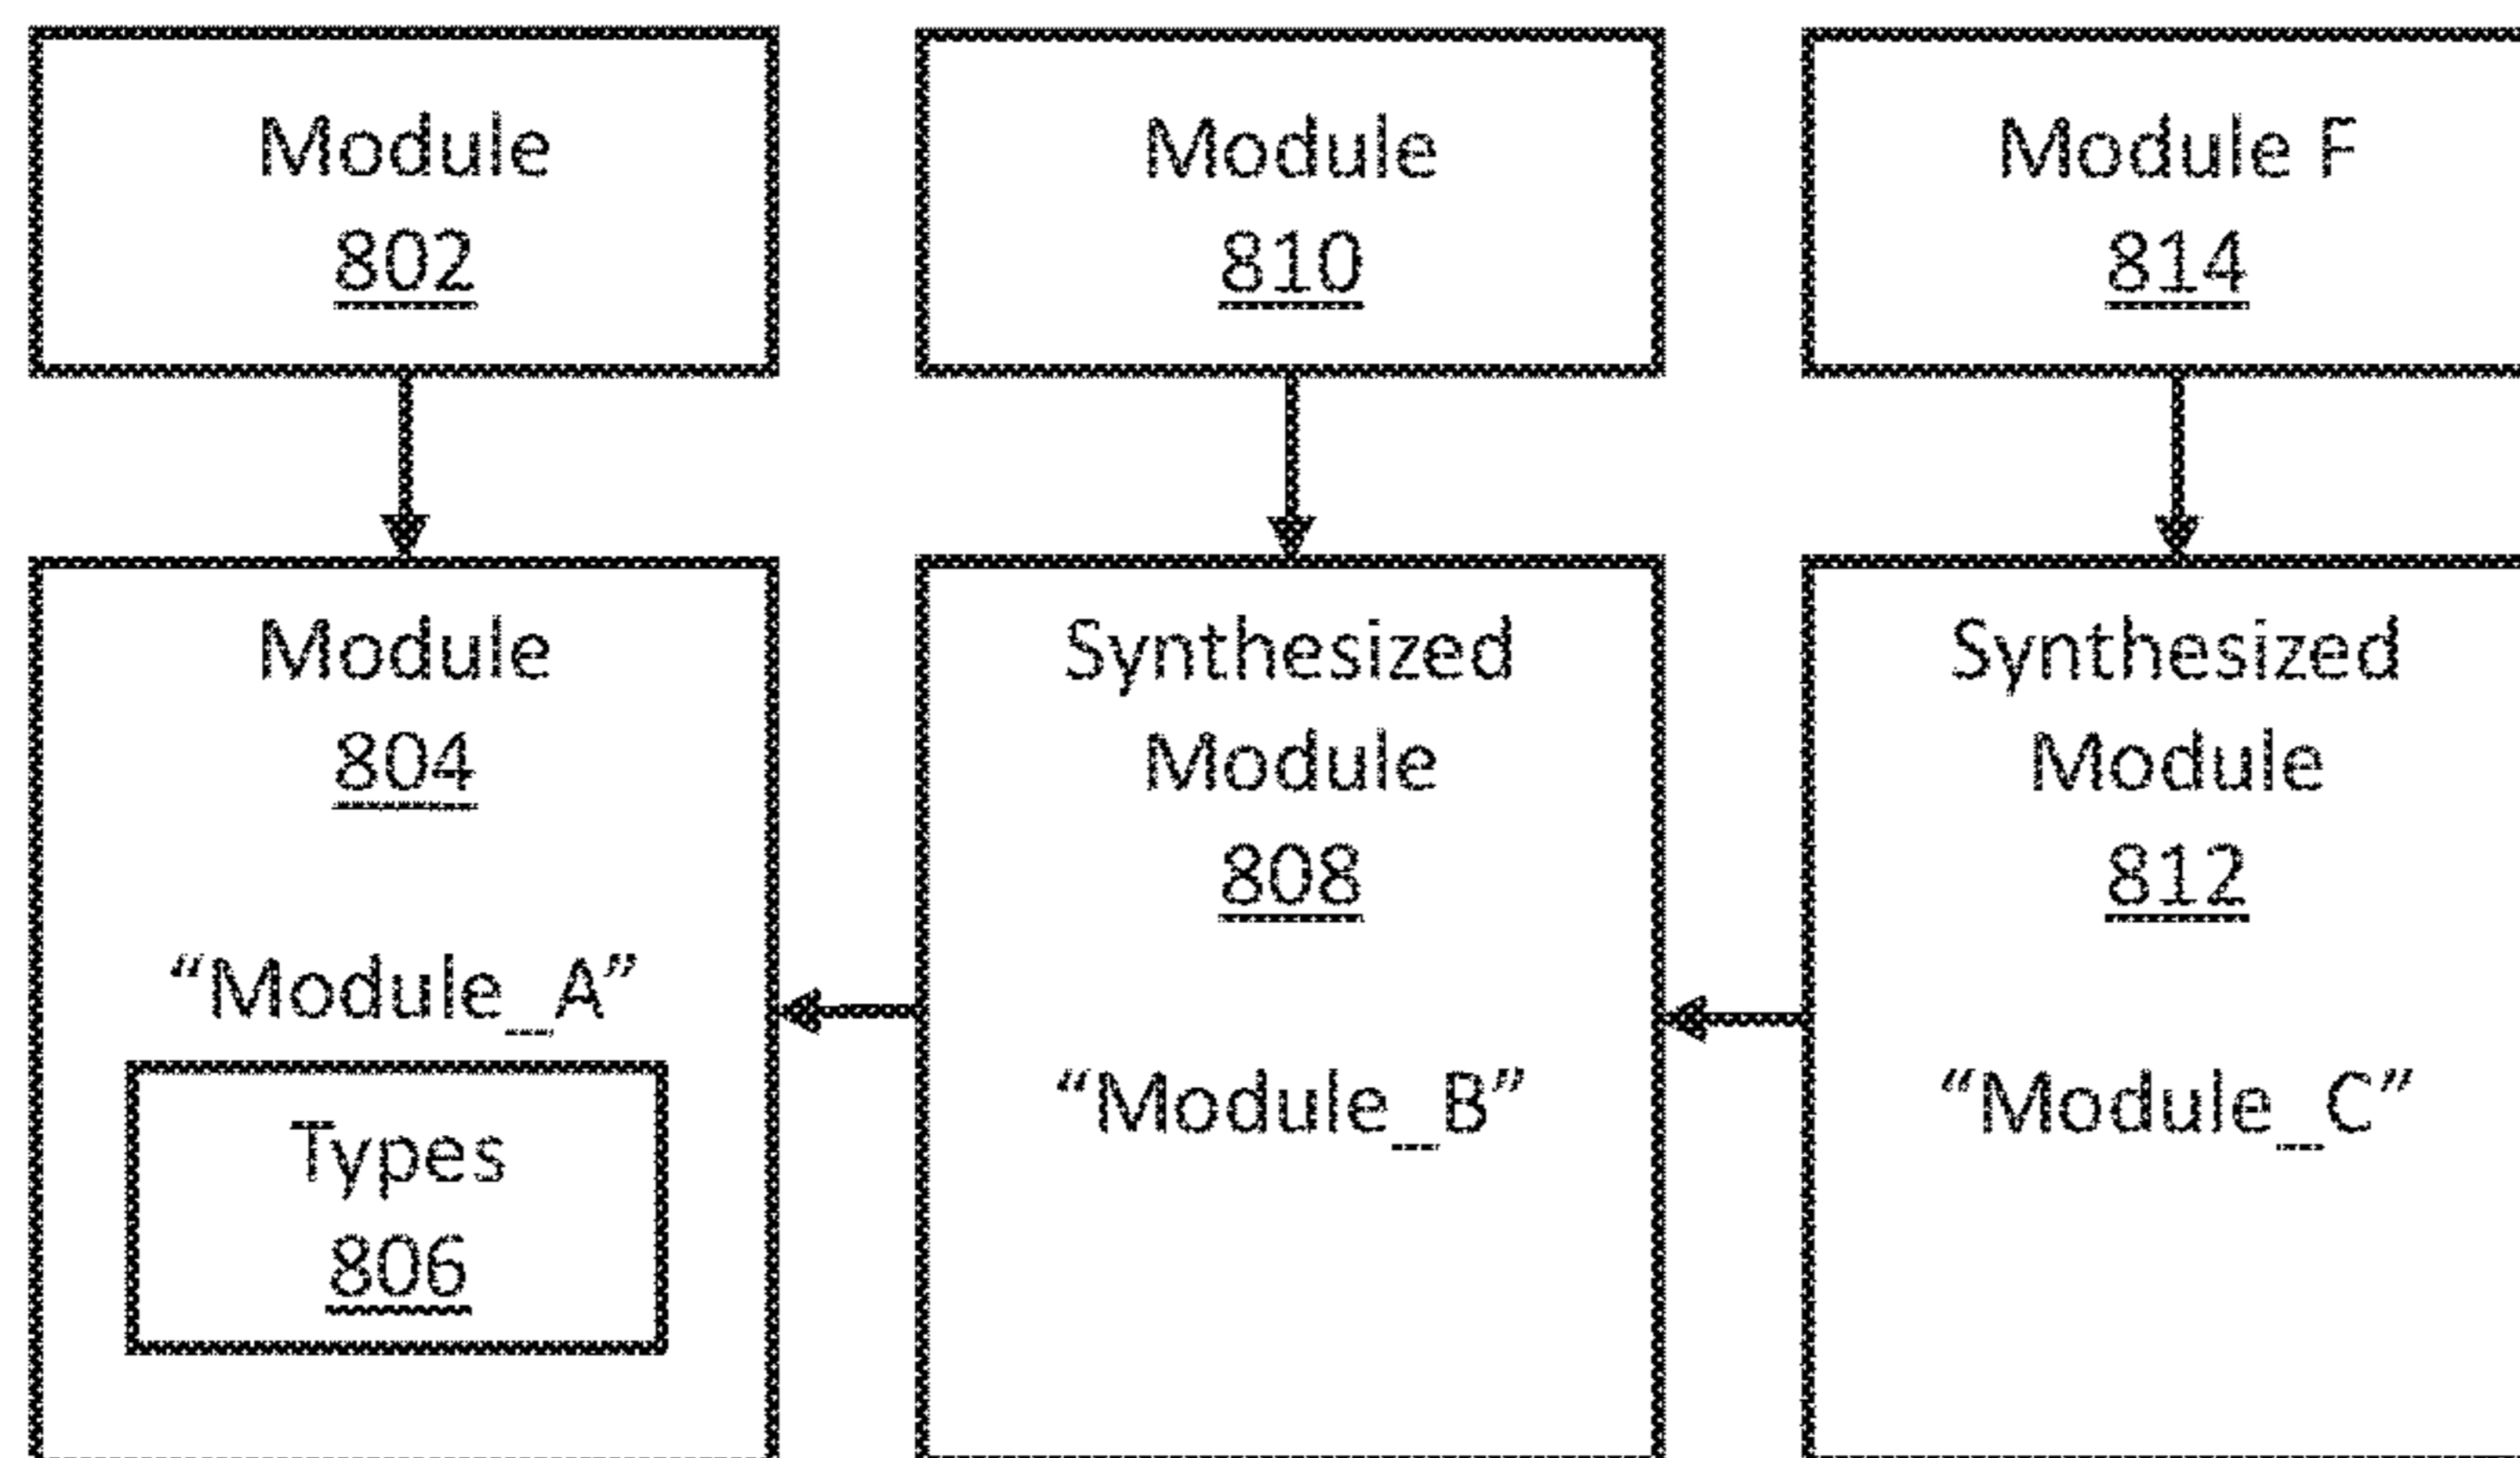 Module
802
Module
810
Module F
814
Module
804
“Module_A”
Types
806
Synthesized
Module
808
“Module_B”
Synthesized
Module
812
“Module_C”